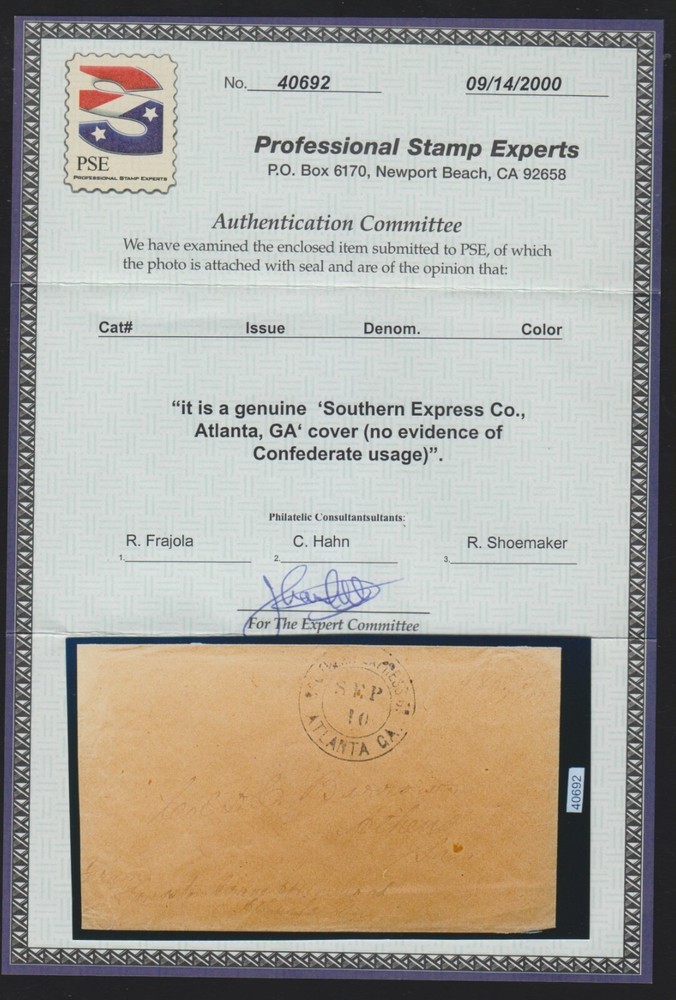 PSE
PROFESSIONAL STAMP EXPERTS
No. 40692
09/14/2000
Professional Stamp Experts
P.O. Box 6170, Newport Beach, CA 92658
Authentication Committee
We have examined the enclosed item submitted to PSE, of which
the photo is attached with seal and are of the opinion that:
Cat# Issue Denom. Color
“it is a genuine ‘Southern Express Co.,
Atlanta, GA‘ cover (no evidence of
Confederate usage)”.
Philatelic Consultantsultants:
R. Frajola C. Hahn R. Shoemaker
1. 2. 3.
For The Expert Committee
SEP
10
ATLANTA GA.
40692